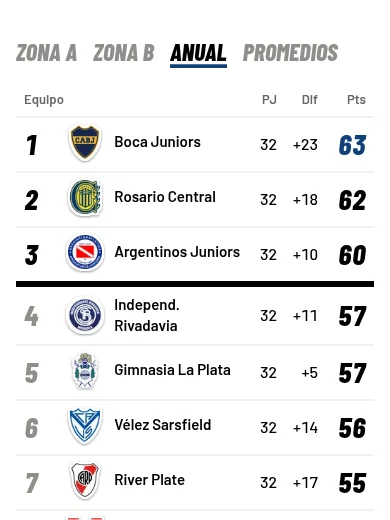 ZONA A ZONA B ANUAL PROMEDIOS
Equipo PJ Dif Pts
1 CABJ Boca Juniors 32 +23 63
2 Rosario Central 32 +18 62
3 Argentinos Juniors 32 +10 60
4 Independ.
Rivadavia 32 +11 57
5 Gimnasia La Plata 32 +5 57
6 Vélez Sarsfield 32 +14 56
7 River Plate 32 +17 55